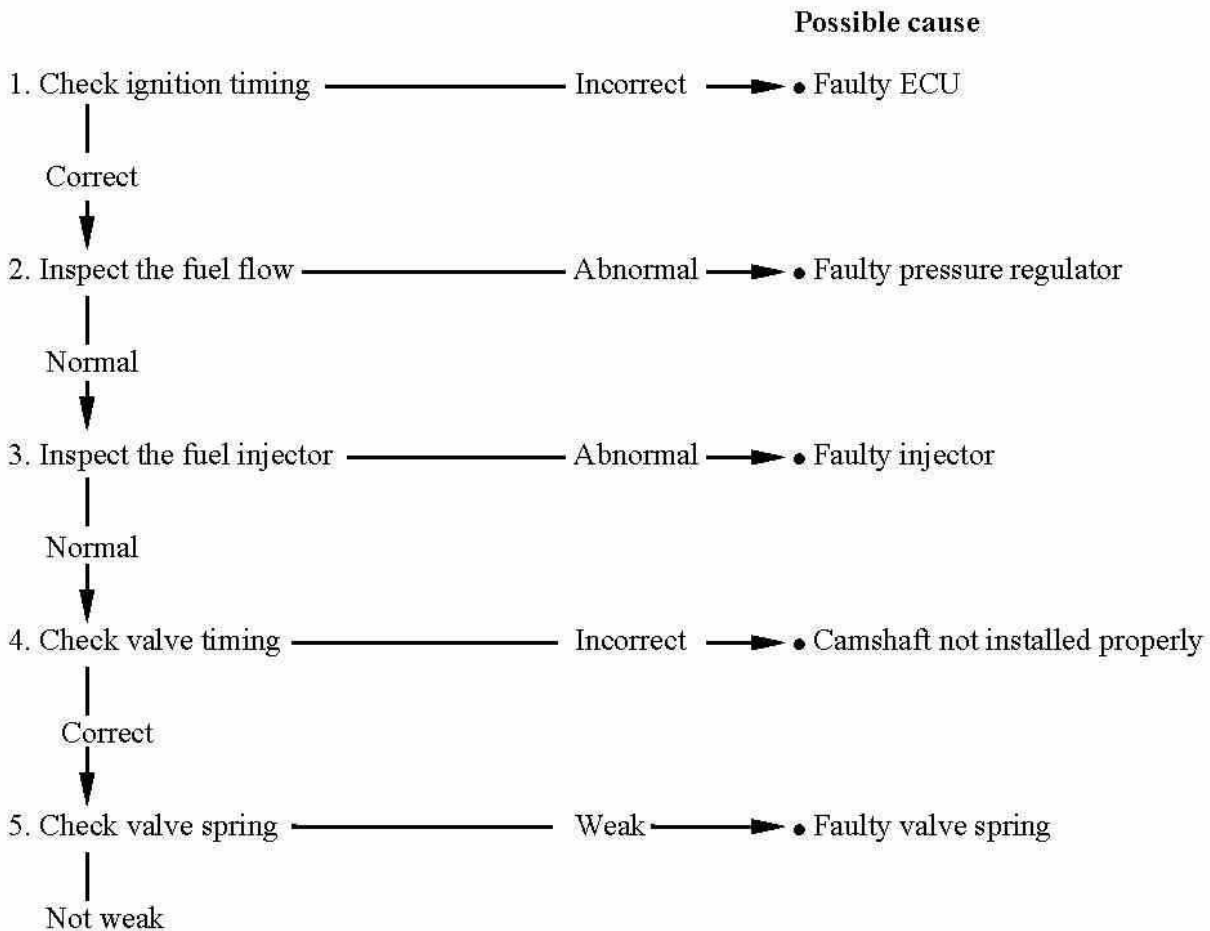 Possible cause
1. Check ignition timing Incorrect • Faulty ECU
Correct
2. Inspect the fuel flow Abnormal • Faulty pressure regulator
Normal
3. Inspect the fuel injector Abnormal • Faulty injector
Normal
4. Check valve timing Incorrect • Camshaft not installed properly
Correct
5. Check valve spring Weak • Faulty valve spring
Not weak